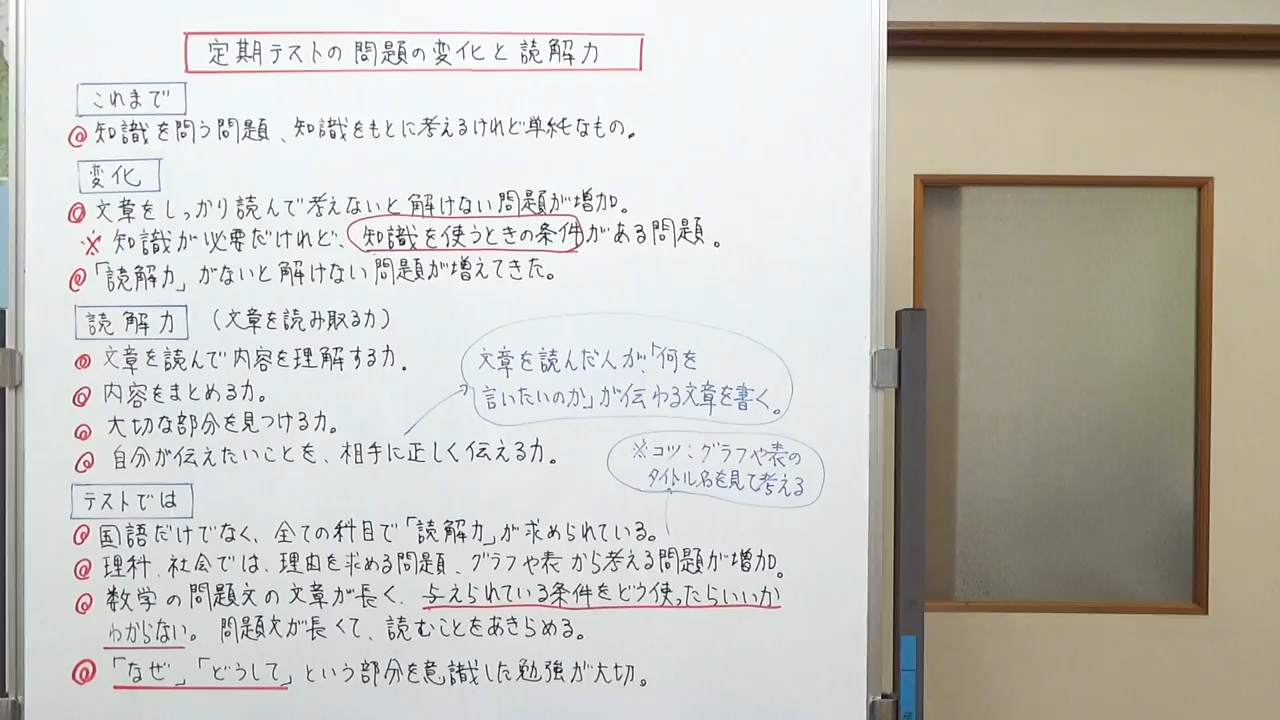 定期テストの問題の変化と読解力
これまで
◎ 知識を問う問題、知識をもとに考えるけれど単純なもの。
変化
◎ 文章をしっかり読んで考えないと解けない問題が増加。
※ 知識が必要だけれど、知識を使うときの条件がある問題。
◎「読解力」がないと解けない問題が増えてきた。
読解力 (文章を読み取る力)
◎ 文章を読んで内容を理解する力。
◎ 内容をまとめる力。
◎ 大切な部分を見つける力。
◎ 自分が伝えたいことを、相手に正しく伝える力。
文章を読んだ人が、「何を
言いたいのか」が伝わる文章を書く。
※コツ:グラフや表の
タイトル名を見て考える
テストでは
◎ 国語だけでなく、全ての科目で「読解力」が求められている。
◎ 理科、社会では、理由を求める問題、グラフや表から考える問題が増加。
◎ 数学の問題文の文章が長く、与えられている条件をどう使ったらいいか
わからない。問題文が長くて、読むことをあきらめる。
◎「なぜ」「どうして」という部分を意識した勉強が大切。